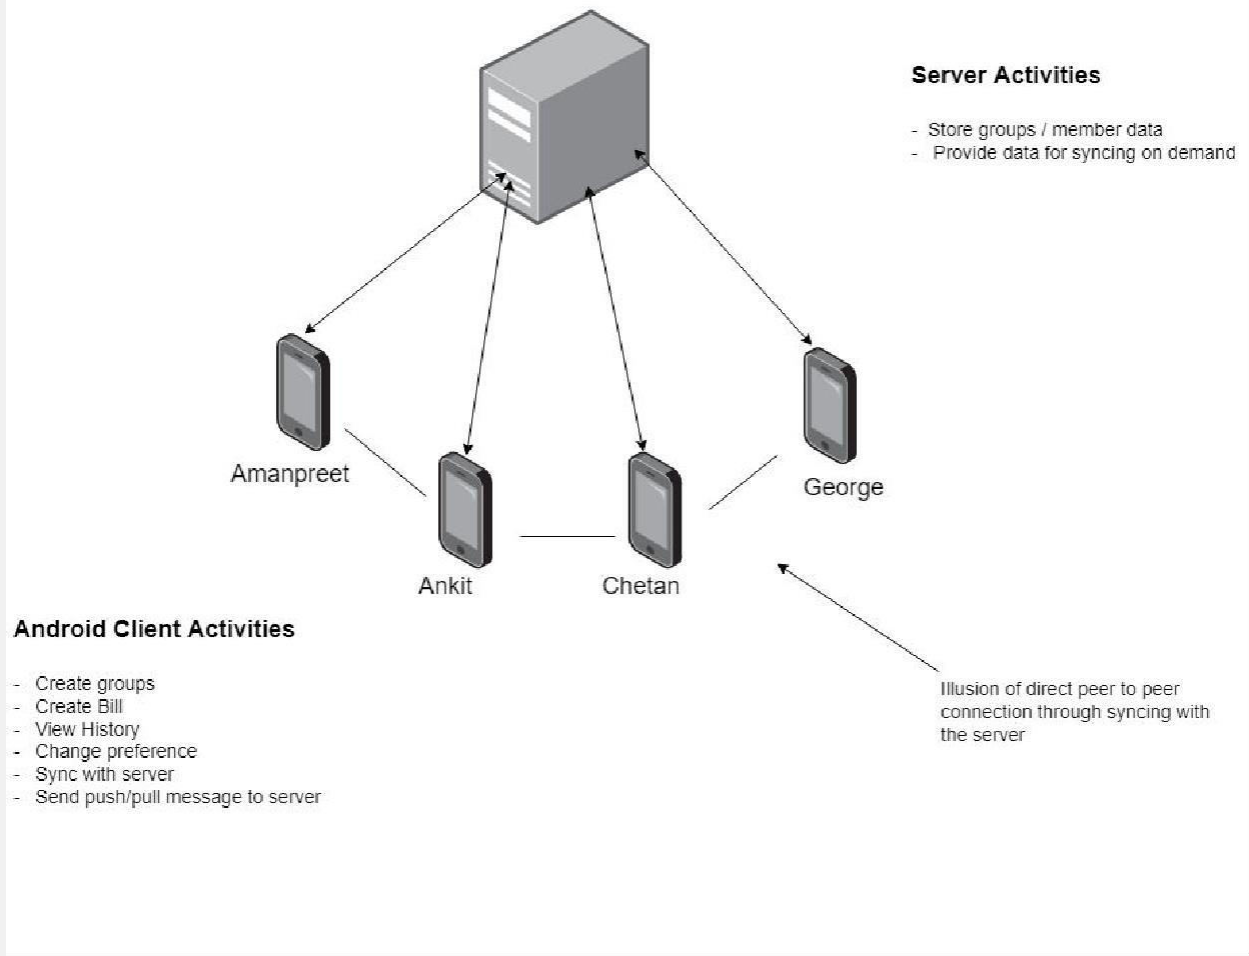 Server Activities
- Store groups / member data
- Provide data for syncing on demand
Amanpreet
George
Ankit
Chetan
Android Client Activities
- Create groups
- Create Bill
- View History
- Change preference
- Sync with server
- Send push/pull message to server
Illusion of direct peer to peer
connection through syncing with
the server